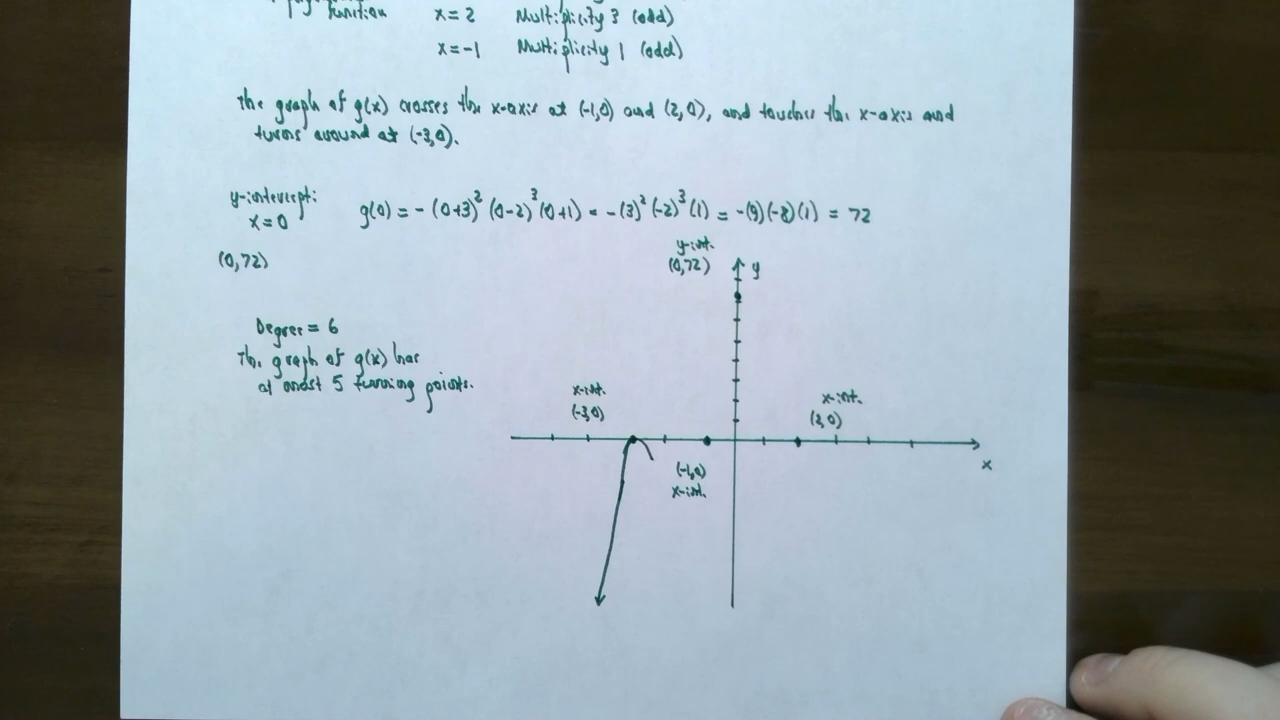 function x=2 Multiplicity 3 (odd)
x=-1 Multiplicity 1 (odd)
The graph of g(x) crosses the x-axis at (-1,0) and (2,0), and touches the x-axis and
turns around at (-3,0).
y-intercept:
x=0
g(0) = -(0+3)²(0-2)³(0+1) = -(3)²(-2)³(1) = -(9)(-8)(1) = 72
(0,72)
y-int.
(0,72)
y
Degree = 6
The graph of g(x) has
at most 5 turning points.
x-int.
(-3,0)
x-int.
(2,0)
x
(-1,0)
x-int.